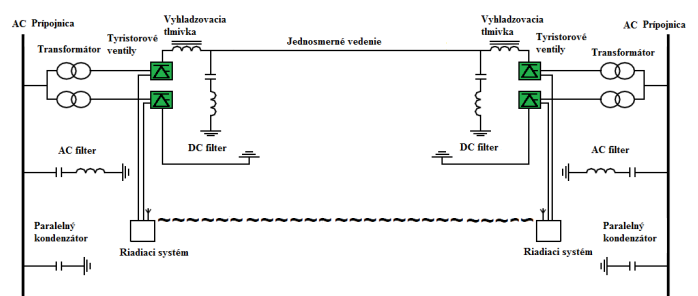 AC Prípojnica
Vyhladzovacia
tlmivka
Tyristorové
ventily
Transformátor
Jednosmerné vedenie
Vyhladzovacia
tlmivka
Tyristorové
ventily
AC Prípojnica
Transformátor
AC filter
DC filter
DC filter
AC filter
Paralelný
kondenzátor
Riadiaci systém
Paralelný
kondenzátor
Riadiaci systém